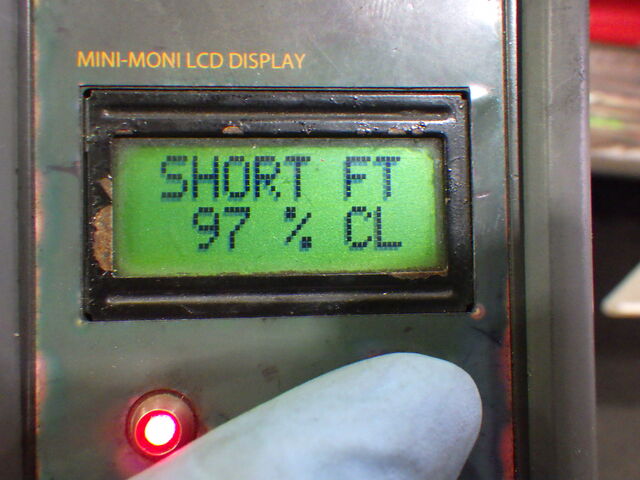 MINI-MONI LCD DISPLAY
SHORT FT
97 % CL